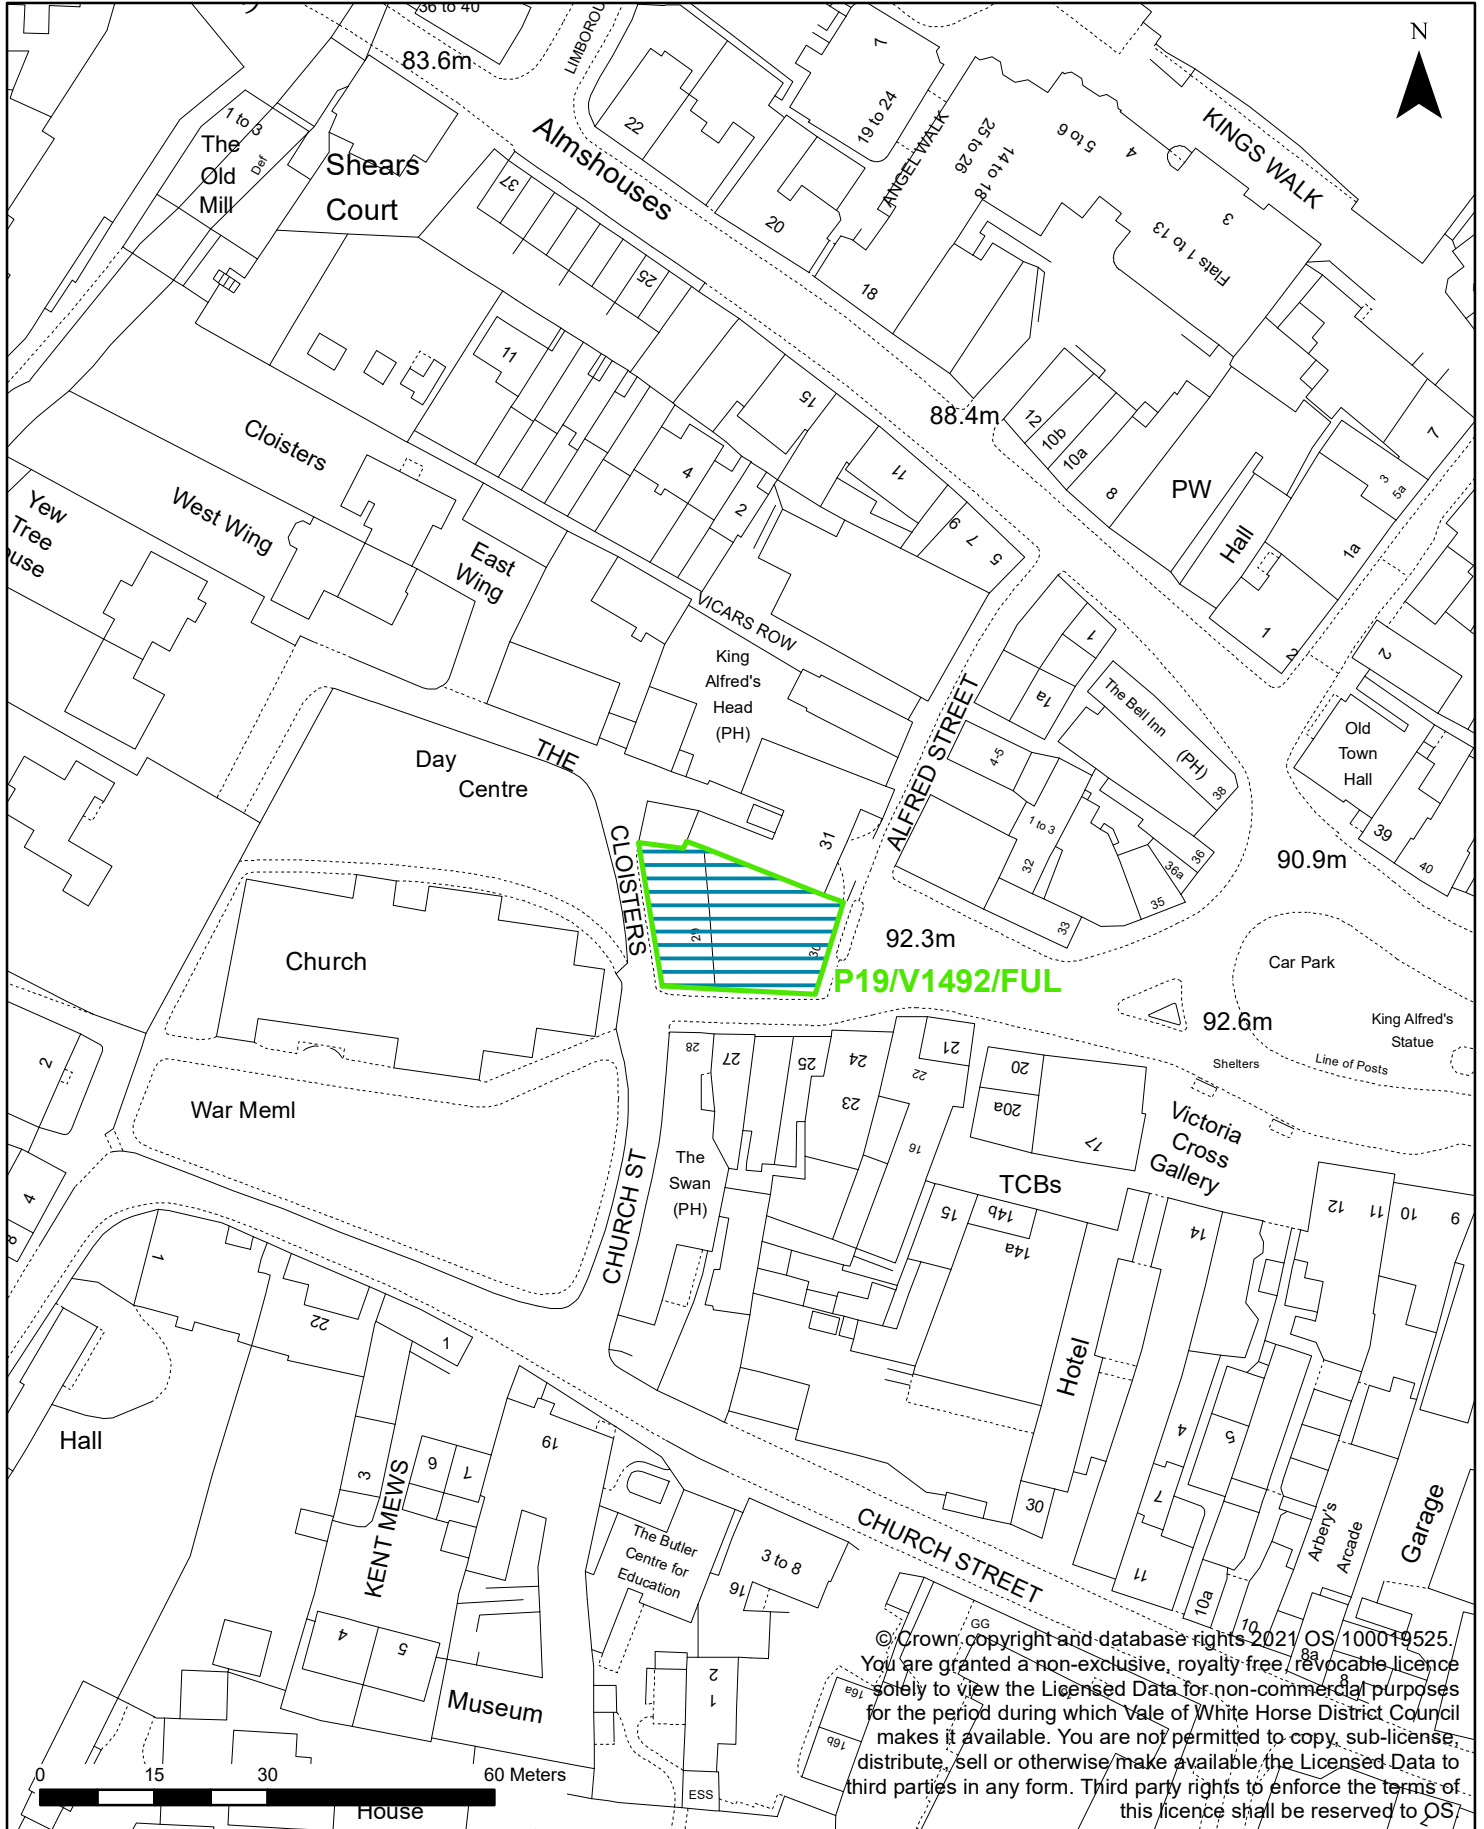 36 to 40
LIMBOROU
83.6m
N
1
19 to 24
22
Almshouses
ANGEL WALK
25 to 26
14 to 18
5 to 6
4
KINGS WALK
1 to 3
The
Old
Mill
Def
Shears
Court
37
20
3
Flats 1 to 13
25
18
11
15
88.4m
12
10b
10a
8
PW
7
3
5a
Cloisters
4
11
2
9
7
5
Hall
1a
West Wing
Yew
Tree
ouse
East
Wing
VICARS ROW
King
Alfred's
Head
(PH)
1
1a
1
2
2
The Bell Inn
(PH)
38
ALFRED STREET
Old
Town
Hall
Day
Centre
THE
CLOISTERS
4-5
1 to 3
32
31
36
36a
35
33
39
40
90.9m
29
30
92.3m
Church
P19/V1492/FUL
Car Park
92.6m
King Alfred's
Statue
Shelters
Line of Posts
2
28
27
25
24
23
22
21
20
20a
17
16
War Meml
Victoria
Cross
Gallery
The
Swan
(PH)
TCBs
CHURCH ST
4
8
15
14b
14a
14
12
11
10
9
1
22
1
Hotel
Hall
19
3
6
1
KENT MEWS
4
5
7
30
Arbery's
Arcade
Garage
The Butler
Centre for
Education
3 to 8
16
CHURCH STREET
11
10a
10
8a
8
GG
4
5
Museum
2
1
16a
16b
ESS
© Crown copyright and database rights 2021 OS 100019525.
You are granted a non-exclusive, royalty free, revocable licence
solely to view the Licensed Data for non-commercial purposes
for the period during which Vale of White Horse District Council
makes it available. You are not permitted to copy, sub-license,
distribute, sell or otherwise make available the Licensed Data to
third parties in any form. Third party rights to enforce the terms of
this licence shall be reserved to OS.
0 15 30 60 Meters
House